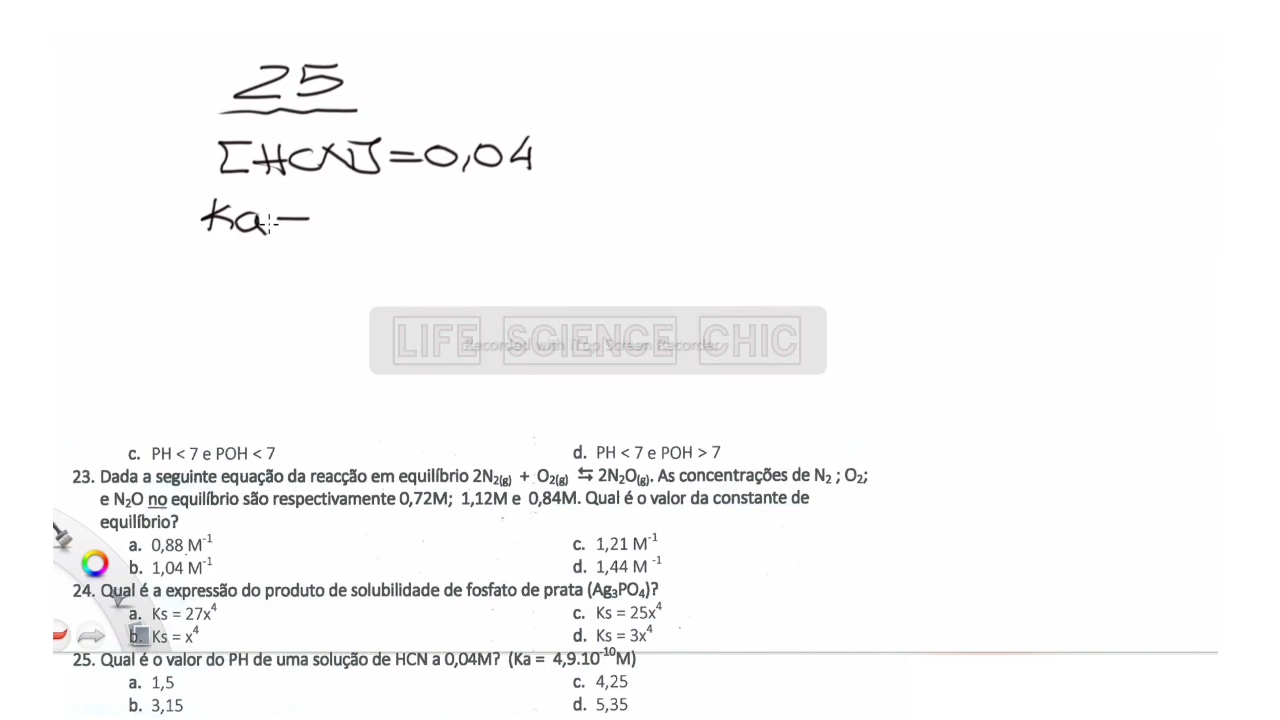 25
[HCN]=0,04
Ka=
LIFE SCIENCE CHIC
Recorded with iTop Screen Recorder
c. PH < 7 e POH < 7
d. PH < 7 e POH > 7
23. Dada a seguinte equação da reacção em equilíbrio 2N₂(g) + O₂(g) ⇆ 2N₂O(g). As concentrações de N₂ ; O₂;
e N₂O no equilíbrio são respectivamente 0,72M; 1,12M e 0,84M. Qual é o valor da constante de
equilíbrio?
a. 0,88 M⁻¹
c. 1,21 M⁻¹
b. 1,04 M⁻¹
d. 1,44 M ⁻¹
24. Qual é a expressão do produto de solubilidade de fosfato de prata (Ag₃PO₄)?
a. Ks = 27x⁴
c. Ks = 25x⁴
b. Ks = x⁴
d. Ks = 3x⁴
25. Qual é o valor do PH de uma solução de HCN a 0,04M? (Ka = 4,9.10⁻¹⁰M)
a. 1,5
c. 4,25
b. 3,15
d. 5,35